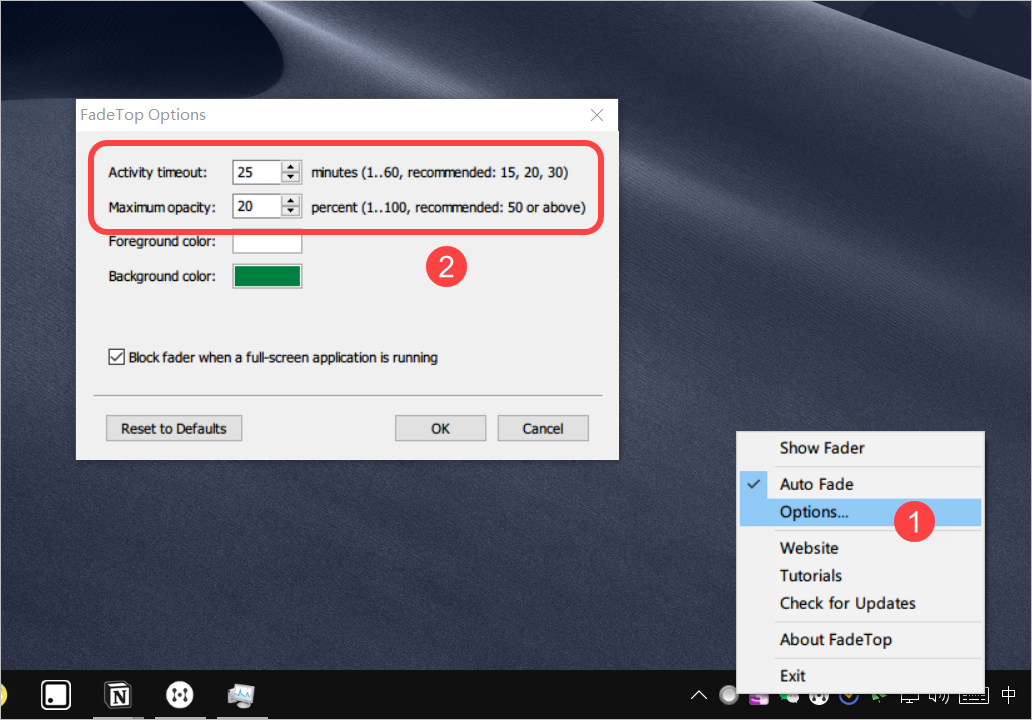 FadeTop Options
Activity timeout: 25 minutes (1..60, recommended: 15, 20, 30)
Maximum opacity: 20 percent (1..100, recommended: 50 or above)
Foreground color:
2
Background color:
Block fader when a full-screen application is running
Reset to Defaults OK Cancel
Show Fader
Auto Fade
Options...
1
Website
Tutorials
Check for Updates
About FadeTop
Exit
N
中